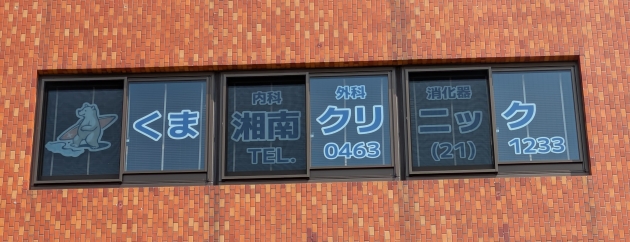 内科 外科 消化器
くま湘南クリニック
TEL. 0463 (21) 1233